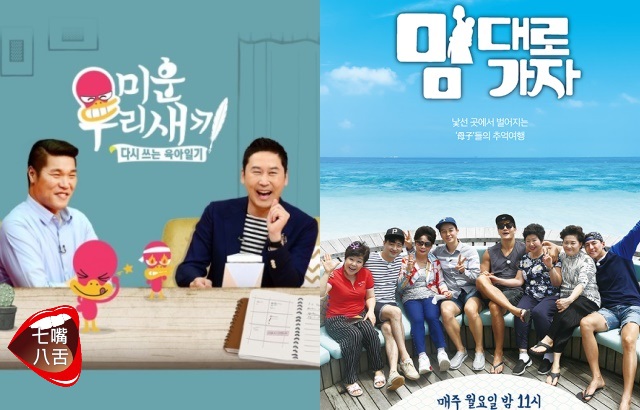 미운
우리새끼
다시 쓰는 육아일기
七嘴
八舌
맘대로
가자
낯선 곳에서 벌어지는...
'母子'들의 추억여행
매주 월요일 밤 11시